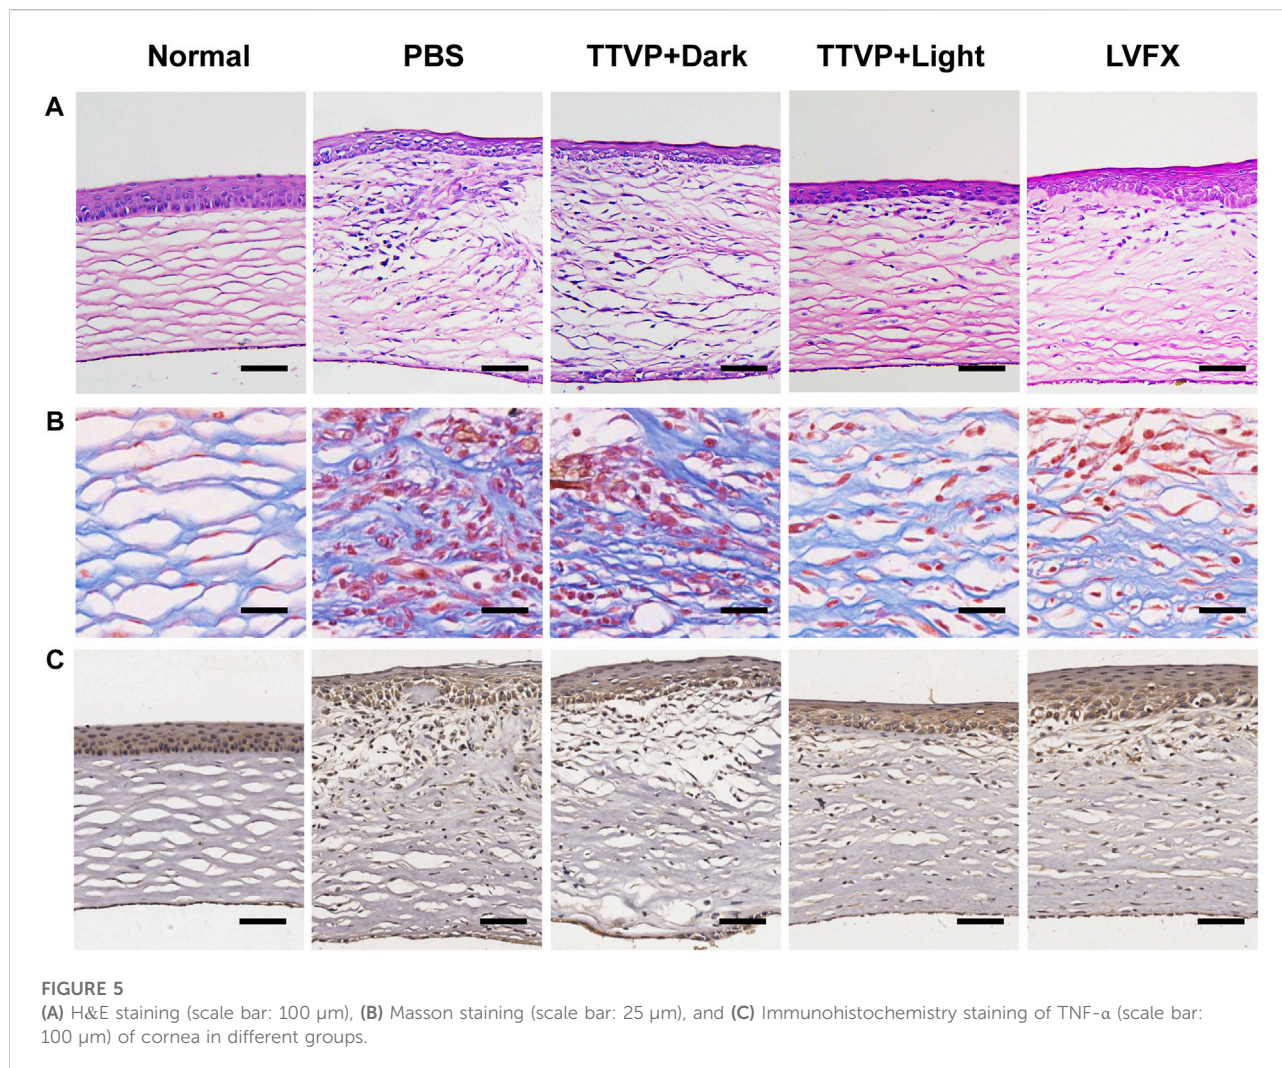 Normal PBS TTVP+Dark TTVP+Light LVFX
A
B
C
FIGURE 5
(A) H&E staining (scale bar: 100 µm), (B) Masson staining (scale bar: 25 µm), and (C) Immunohistochemistry staining of TNF-α (scale bar:
100 µm) of cornea in different groups.